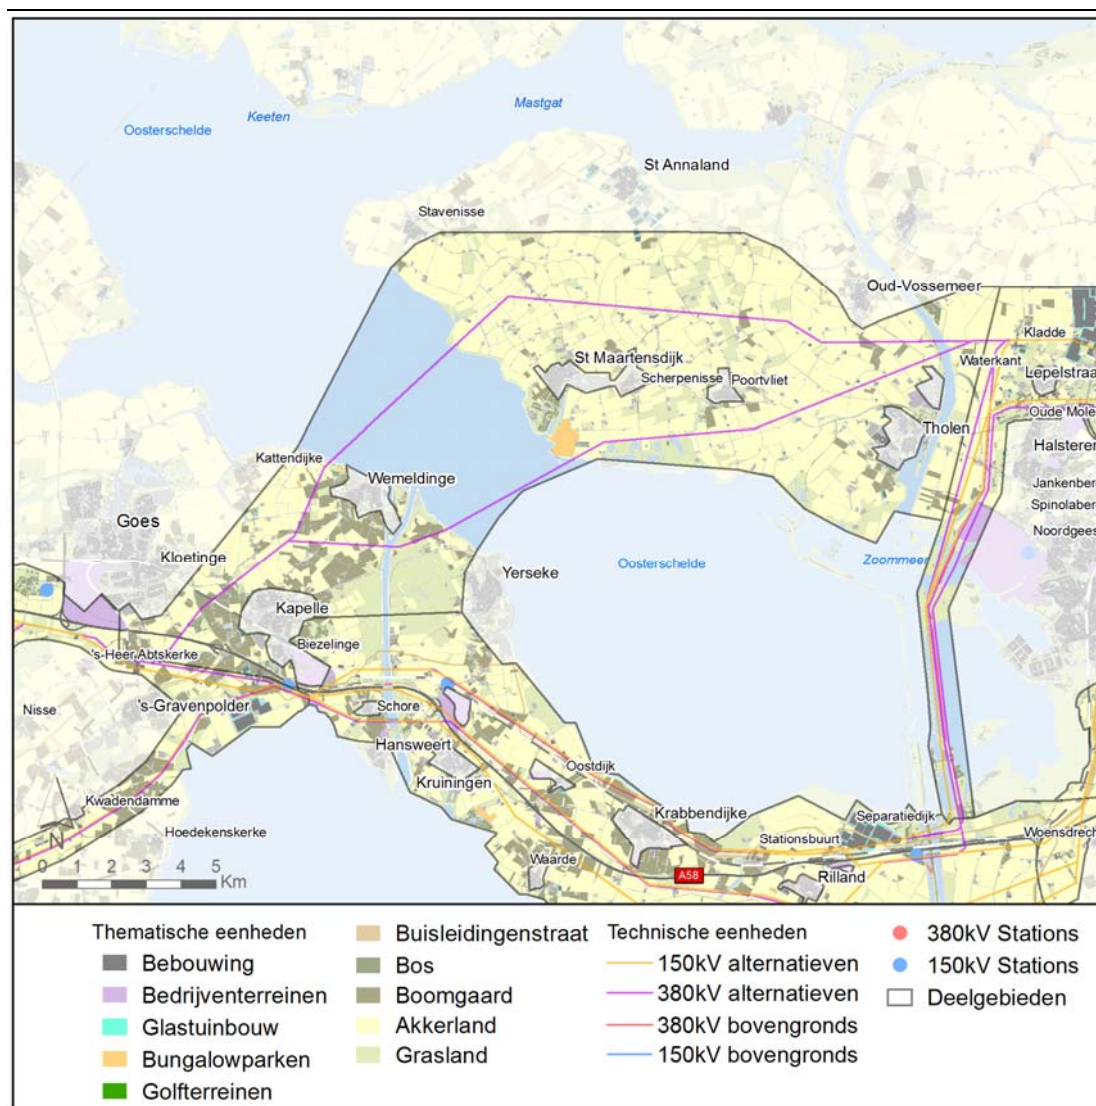 Mastgat
Keeten
Oosterschelde
St Annaland
Stavenisse
Oud-Vossemeer
Kladde
St Maartensdijk
Waterkant
Scherpenisse
Poortvliet
Lepelstraa
Oude Mole
Tholen
Halsteren
Kattendijke
Wemeldinge
Jankenber
Spinolaber
Goes
Noordgees
Kloetinge
Oosterschelde
Zoommeer
Yerseke
Kapelle
Biezelinge
's-Heer Abtskerke
's-Gravenpolder
Schore
Nisse
Hansweert
Oostdijk
Kruiningen
Kwadendamme
Krabbendijke
Separatiedijk
Hoedekenskerke
Stationsbuurt
Woensdrech
N
Waarde
0 1 2 3 4 5
Km
A58
Rilland
Thematische eenheden
Bebouwing
Bedrijventerreinen
Glastuinbouw
Bungalowparken
Golfterreinen
Buisleidingenstraat
Bos
Boomgaard
Akkerland
Grasland
Technische eenheden
150kV alternatieven
380kV alternatieven
380kV bovengronds
150kV bovengronds
380kV Stations
150kV Stations
Deelgebieden